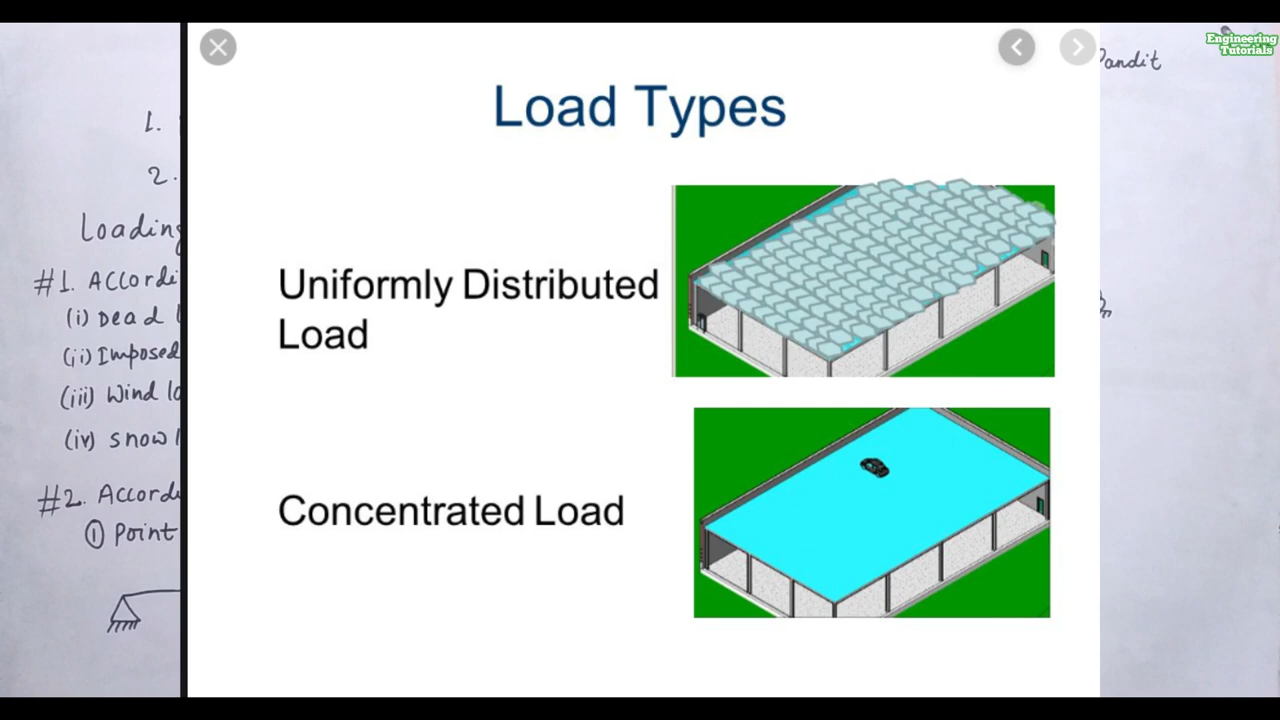 Engineering
Tutorials
Pandit
Load Types
Uniformly Distributed
Load
Concentrated Load
1.
2.
Loading
#1. Accordi
(i) Dead
(ii) Imposed
(iii) Wind lo
(iv) snow
#2. Accord
① Point